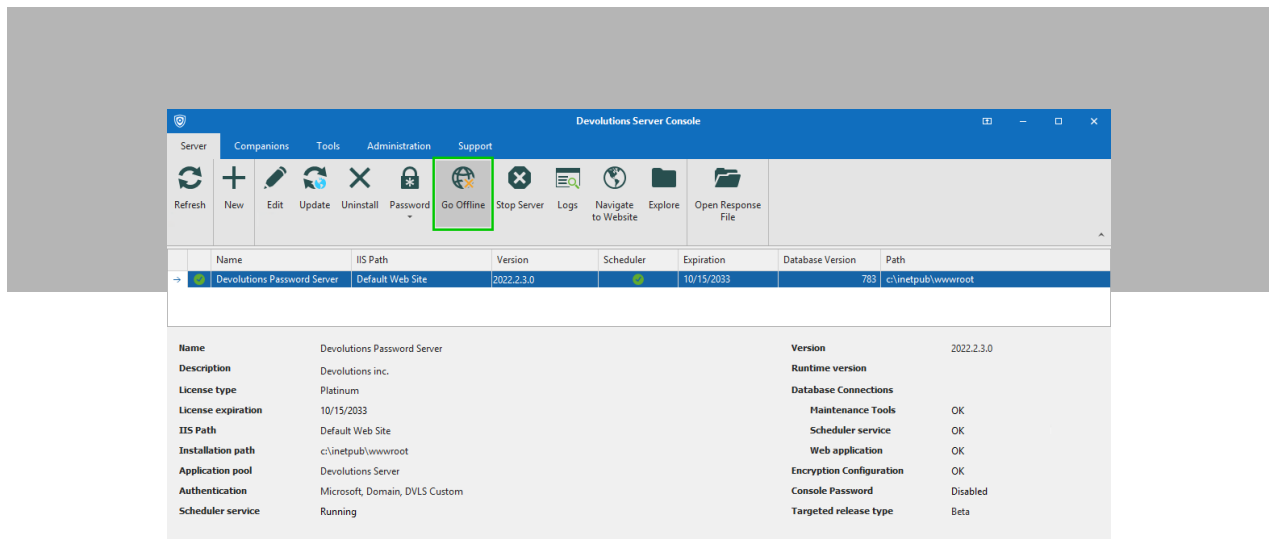 Devolutions Server Console
Server Companions Tools Administration Support
Refresh New Edit Update Uninstall Password Go Offline Stop Server Logs Navigate to Website Explore Open Response File
Name IIS Path Version Scheduler Expiration Database Version Path
Devolutions Password Server Default Web Site 2022.2.3.0 10/15/2033 783 c:\inetpub\wwwroot
Name Devolutions Password Server Version 2022.2.3.0
Description Devolutions inc. Runtime version
License type Platinum Database Connections
License expiration 10/15/2033 Maintenance Tools OK
IIS Path Default Web Site Scheduler service OK
Installation path c:\inetpub\wwwroot Web application OK
Application pool Devolutions Server Encryption Configuration OK
Authentication Microsoft, Domain, DVLS Custom Console Password Disabled
Scheduler service Running Targeted release type Beta